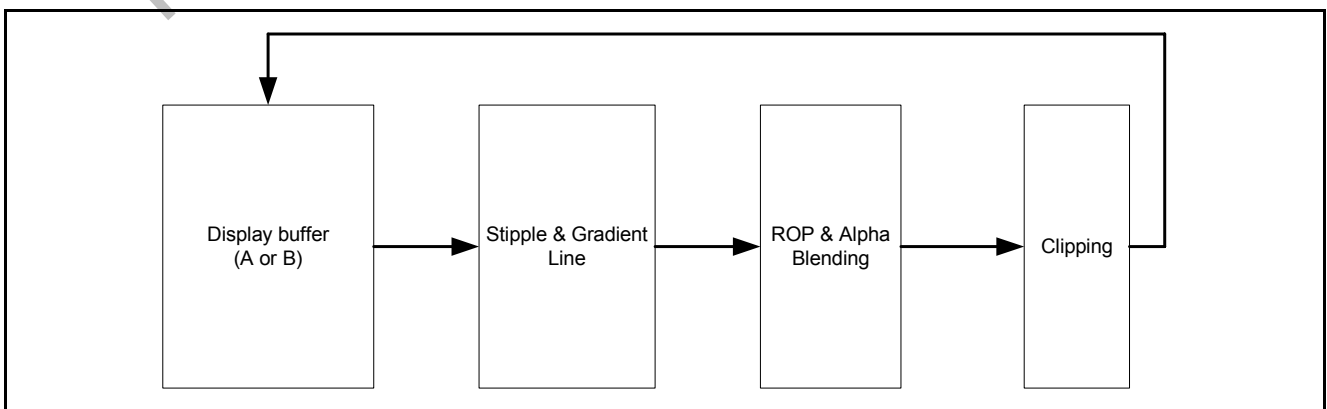 Display buffer
(A or B)
Stipple & Gradient
Line
ROP & Alpha
Blending
Clipping